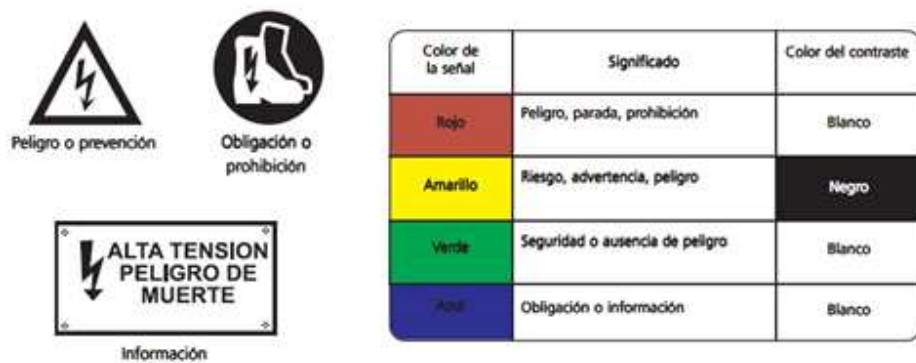 Peligro o prevención
Obligación o
prohibición
ALTA TENSION
PELIGRO DE
MUERTE
Información
Color de
la señal
Significado
Color del contraste
Rojo
Peligro, parada, prohibición
Blanco
Amarillo
Riesgo, advertencia, peligro
Negro
Verde
Seguridad o ausencia de peligro
Blanco
Azul
Obligación o información
Blanco